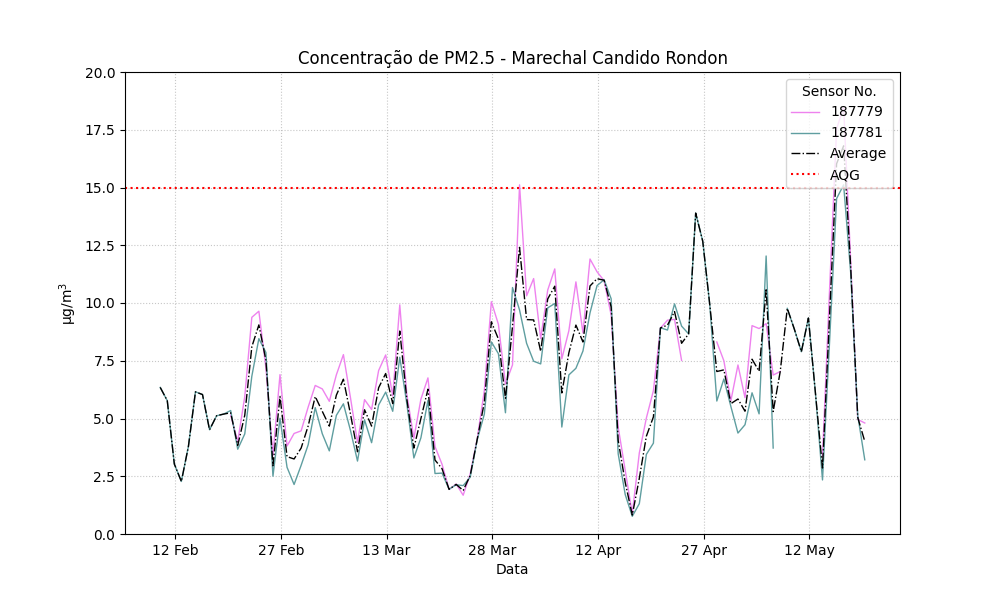 Concentração de PM2.5 - Marechal Candido Rondon
Sensor No.
187779
187781
Average
AQG
20.0
17.5
15.0
12.5
10.0
7.5
5.0
2.5
0.0
µg/m³
12 Feb
27 Feb
13 Mar
28 Mar
12 Apr
27 Apr
12 May
Data